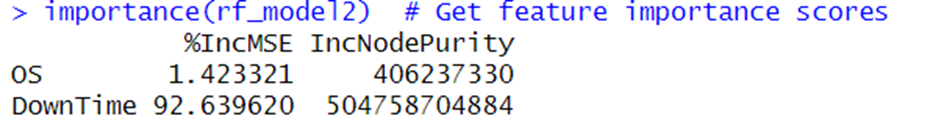 > importance(rf_model2)  # Get feature importance scores
%IncMSE IncNodePurity
OS 1.423321 406237330
DownTime 92.639620 504758704884